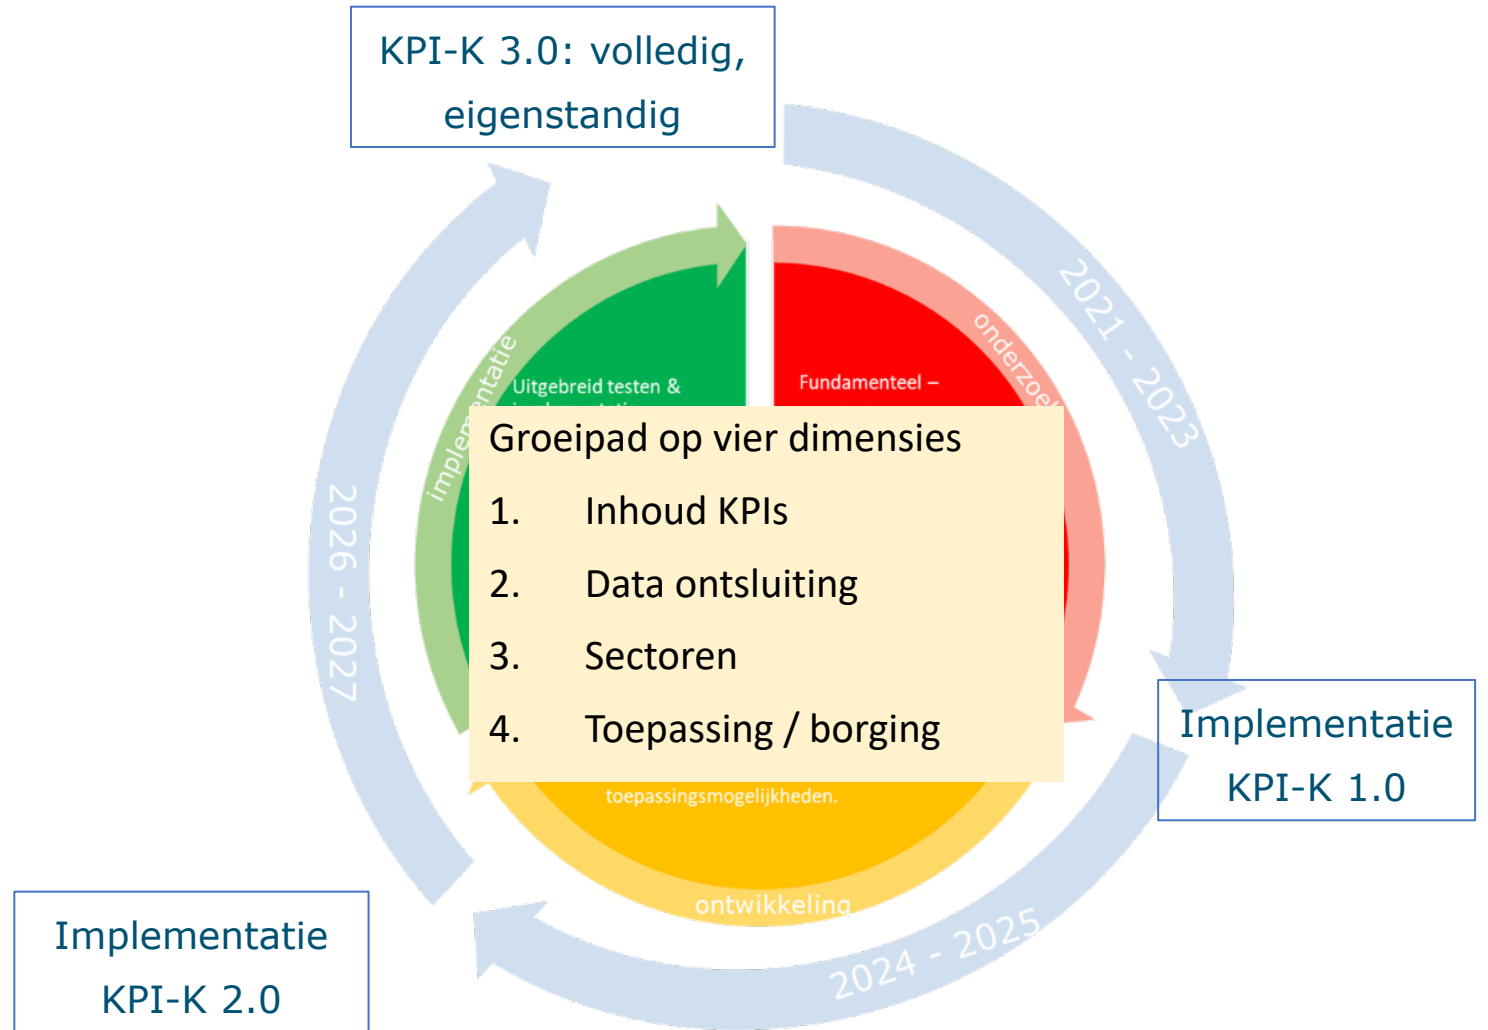 KPI-K 3.0: volledig,
eigenstandig
2021 - 2023
onderzoek
implementatie
Uitgebreid testen &
Fundamenteel –
Groeipad op vier dimensies
1. Inhoud KPIs
2. Data ontsluiting
3. Sectoren
4. Toepassing / borging
2026 - 2027
Implementatie
KPI-K 1.0
toepassingsmogelijkheden.
ontwikkeling
2024 - 2025
Implementatie
KPI-K 2.0